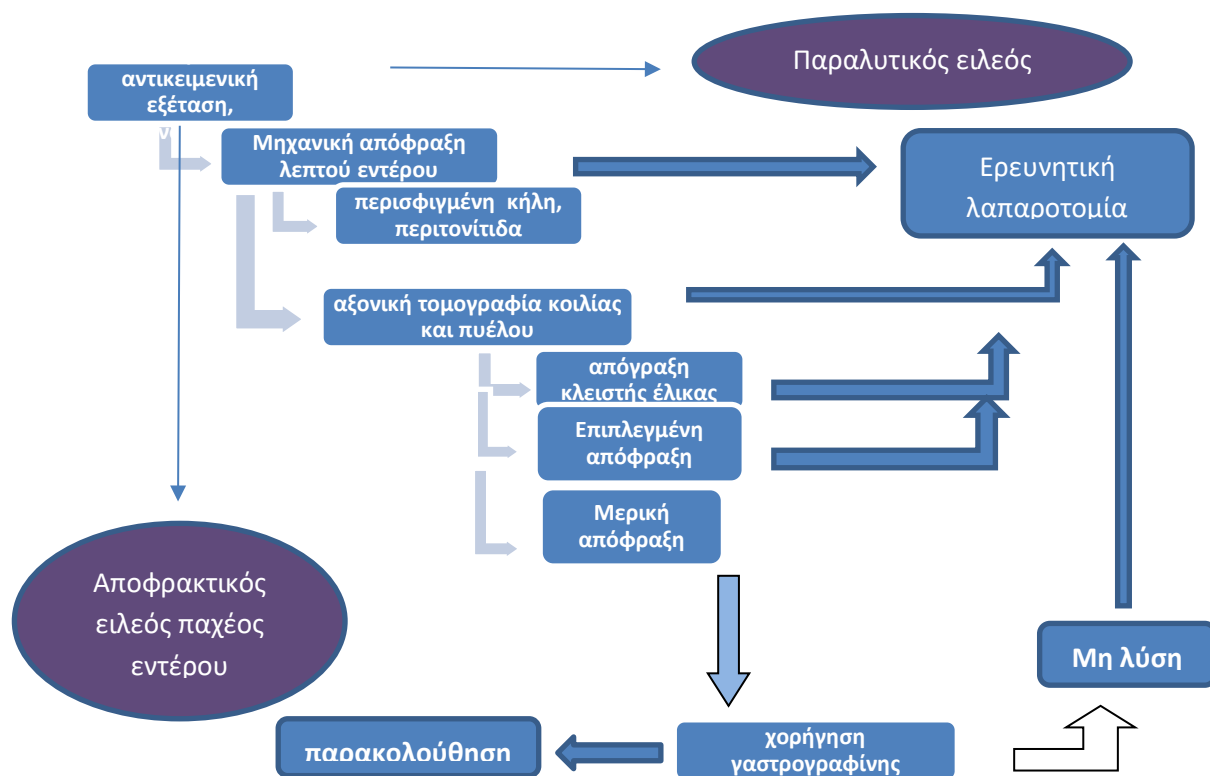 Παραλυτικός ειλεός
αντικειμενική
εξέταση,
Μηχανική απόφραξη
λεπτού εντέρου
Ερευνητική
λαπαροτομία
περισφιγμένη κήλη,
περιτονίτιδα
αξονική τομογραφία κοιλίας
και πυέλου
απόγραξη
κλειστής έλικας
Επιπλεγμένη
απόφραξη
Μερική
απόφραξη
Αποφρακτικός
ειλεός παχέος
εντέρου
Μη λύση
παρακολούθηση
χορήγηση
γαστρογραφίνης